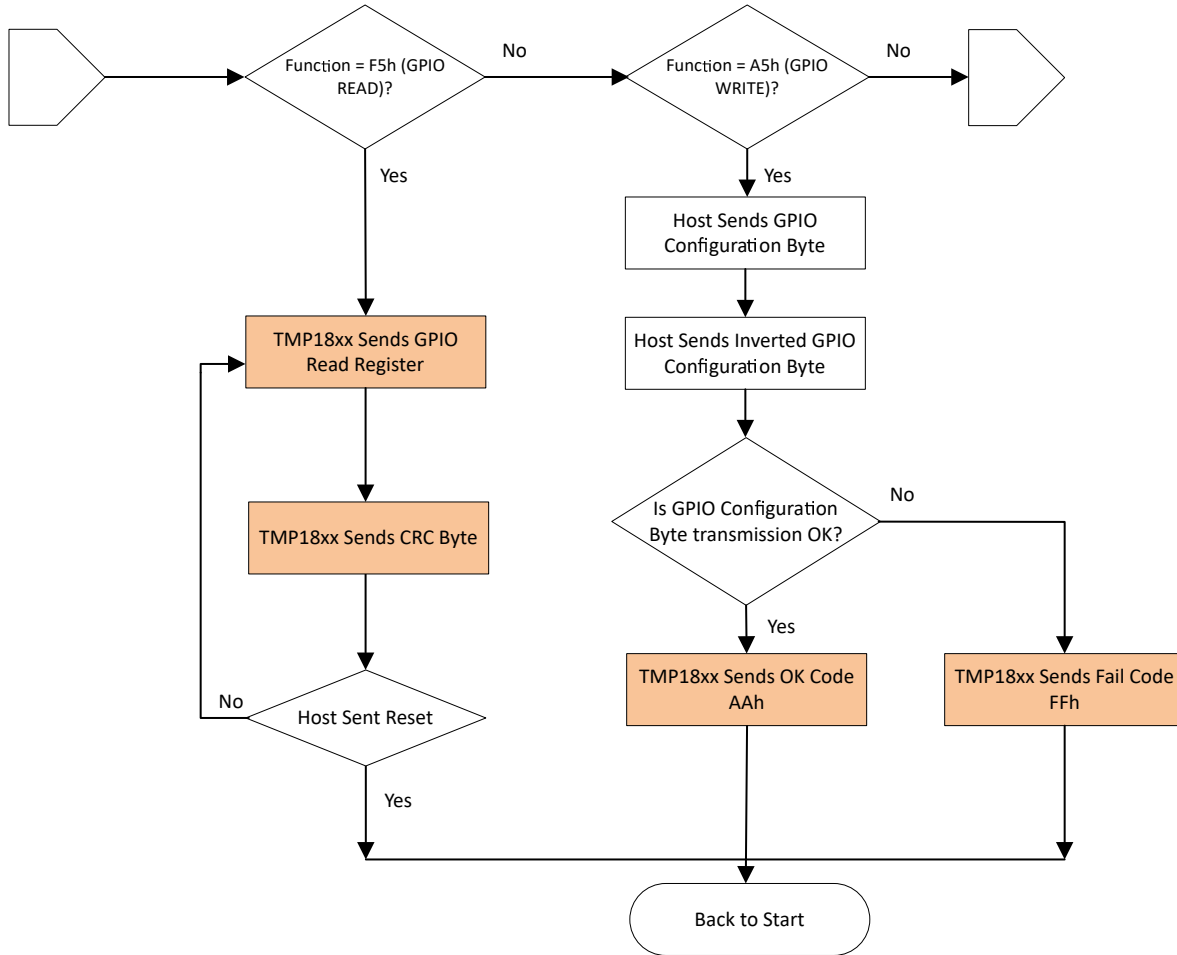 Function = F5h (GPIO
READ)?
No
Function = A5h (GPIO
WRITE)?
No
Yes
Yes
Host Sends GPIO
Configuration Byte
TMP18xx Sends GPIO
Read Register
Host Sends Inverted GPIO
Configuration Byte
TMP18xx Sends CRC Byte
Is GPIO Configuration
Byte transmission OK?
No
Yes
Host Sent Reset
No
Yes
TMP18xx Sends OK Code
AAh
TMP18xx Sends Fail Code
FFh
Back to Start